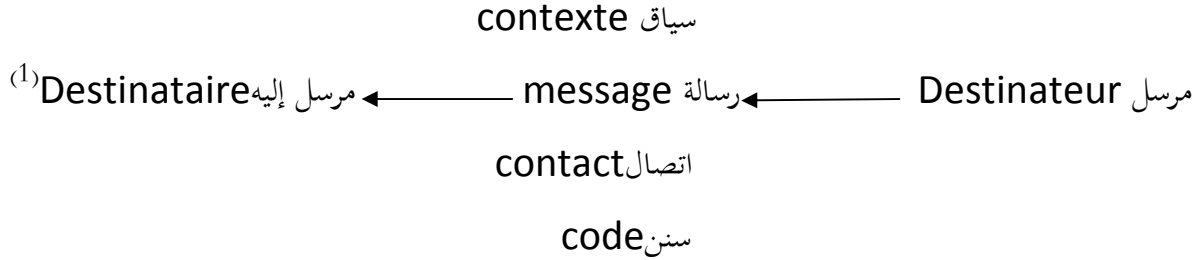 سياق contexte
مرسل Destinateur رسالة message مرسل إليه Destinataire(1)
اتصال contact
سنن code